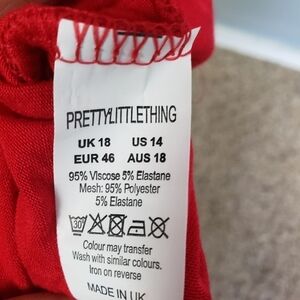 PRETTYLITTLETHING
UK 18 US 14
EUR 46 AUS 18
95% Viscose 5% Elastane
Mesh: 95% Polyester
5% Elastane
30°
Colour may transfer
Wash with similar colours.
Iron on reverse
MADE IN UK